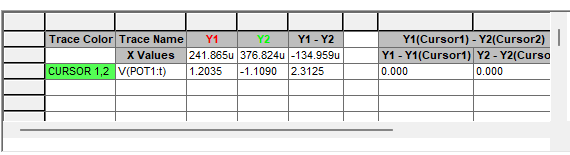 Trace Color Trace Name Y1 Y2 Y1 - Y2 Y1(Cursor1) - Y2(Cursor2)
X Values 241.865u 376.824u -134.959u Y1 - Y1(Cursor1) Y2 - Y2(Curso
CURSOR 1,2 V(POT1:t) 1.2035 -1.1090 2.3125 0.000 0.000